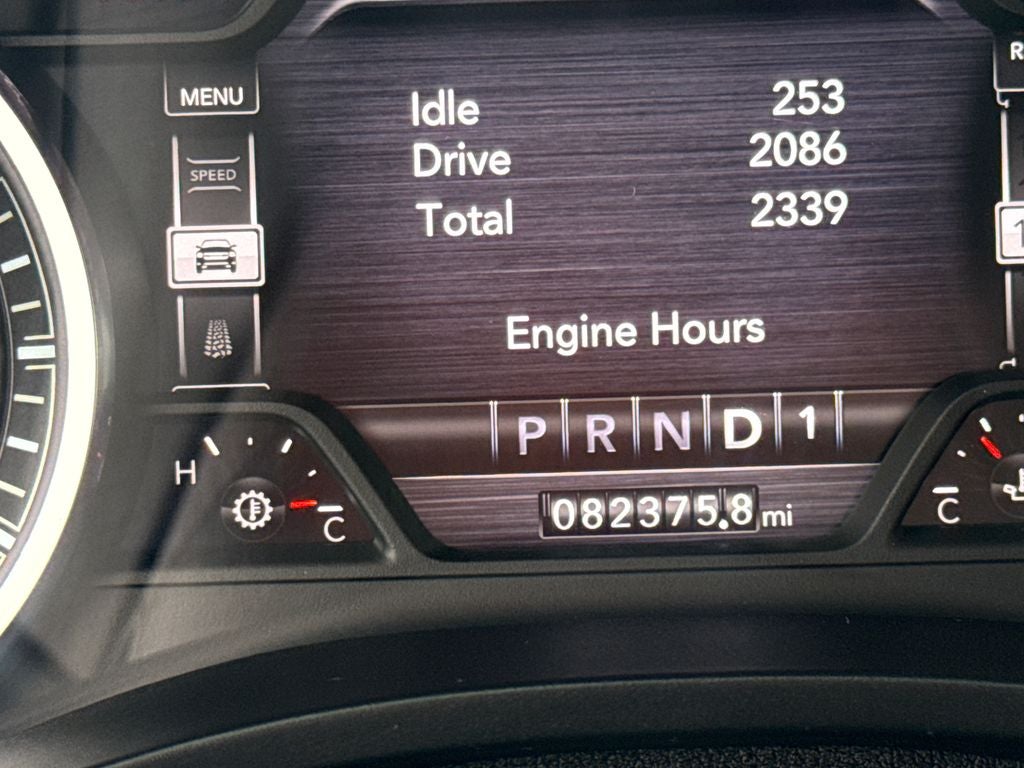 MENU
SPEED
Idle 253
Drive 2086
Total 2339
Engine Hours
P R N D 1
H
C
082375.8 mi
C